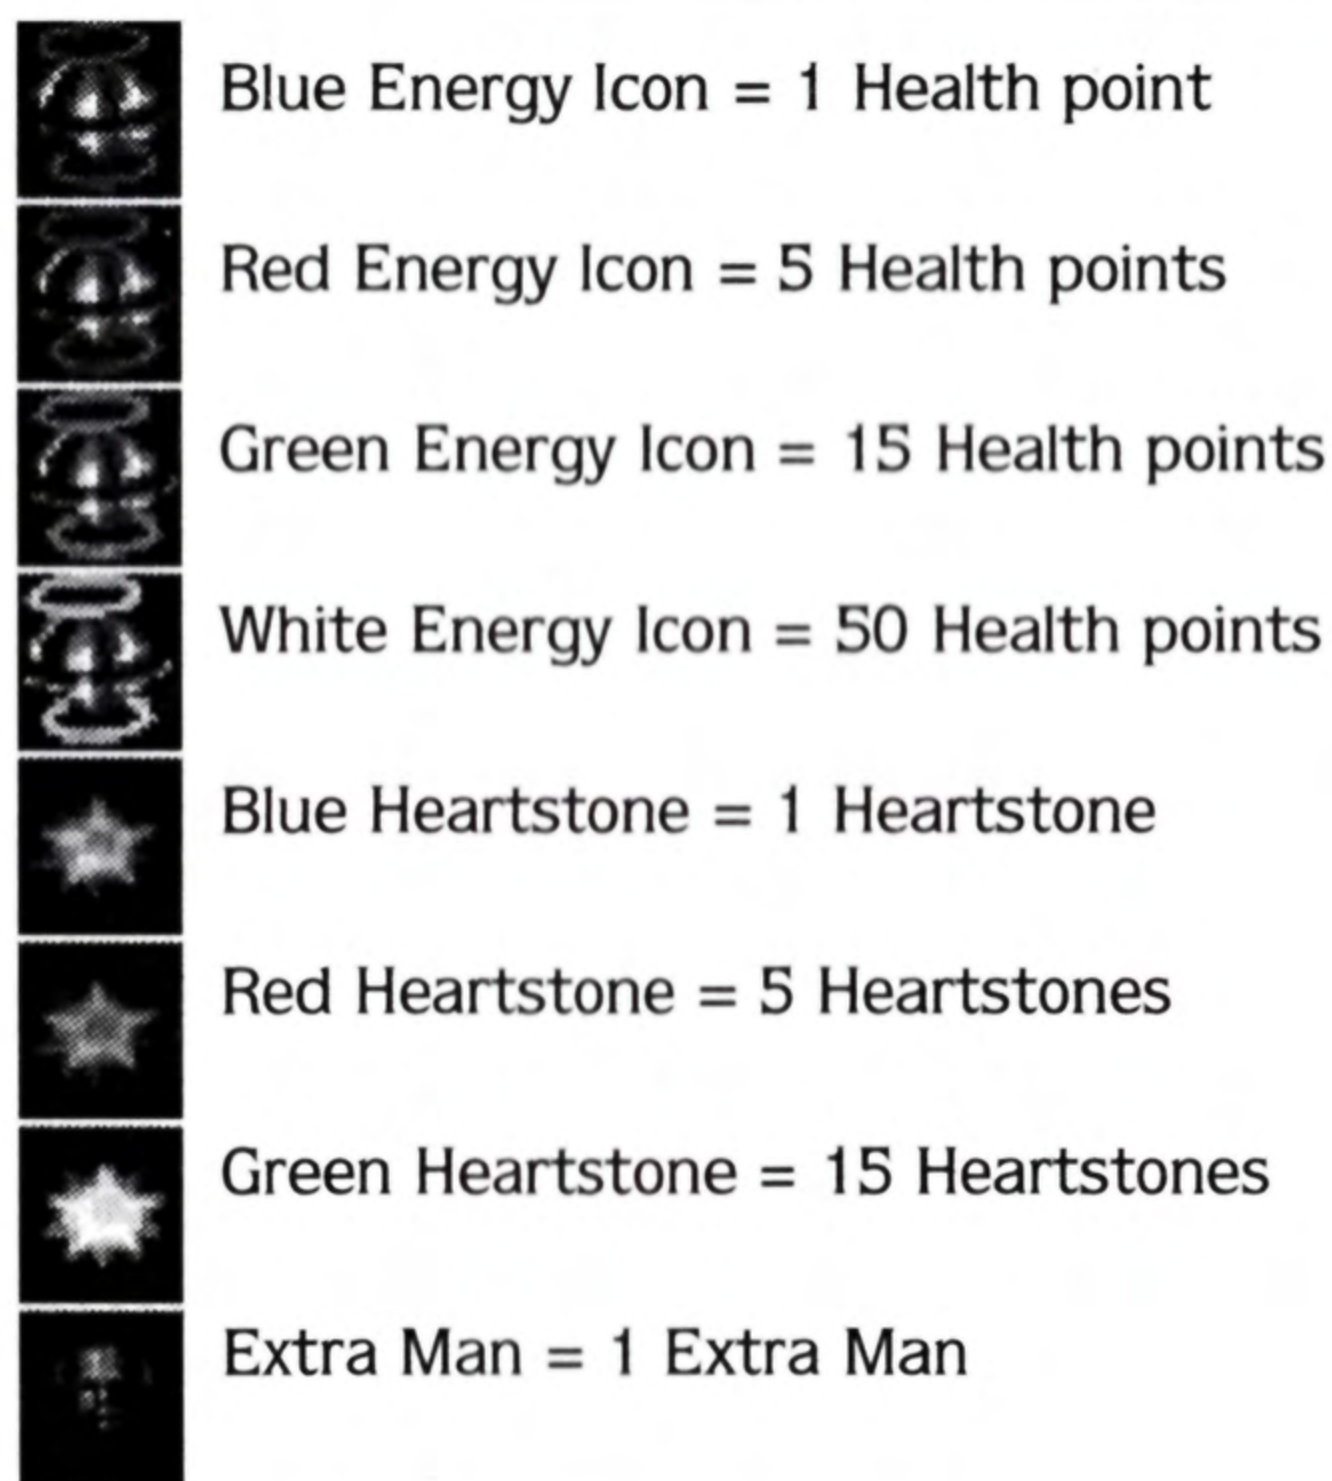 Blue Energy Icon = 1 Health point
Red Energy Icon = 5 Health points
Green Energy Icon = 15 Health points
White Energy Icon = 50 Health points
Blue Heartstone = 1 Heartstone
Red Heartstone = 5 Heartstones
Green Heartstone = 15 Heartstones
Extra Man = 1 Extra Man